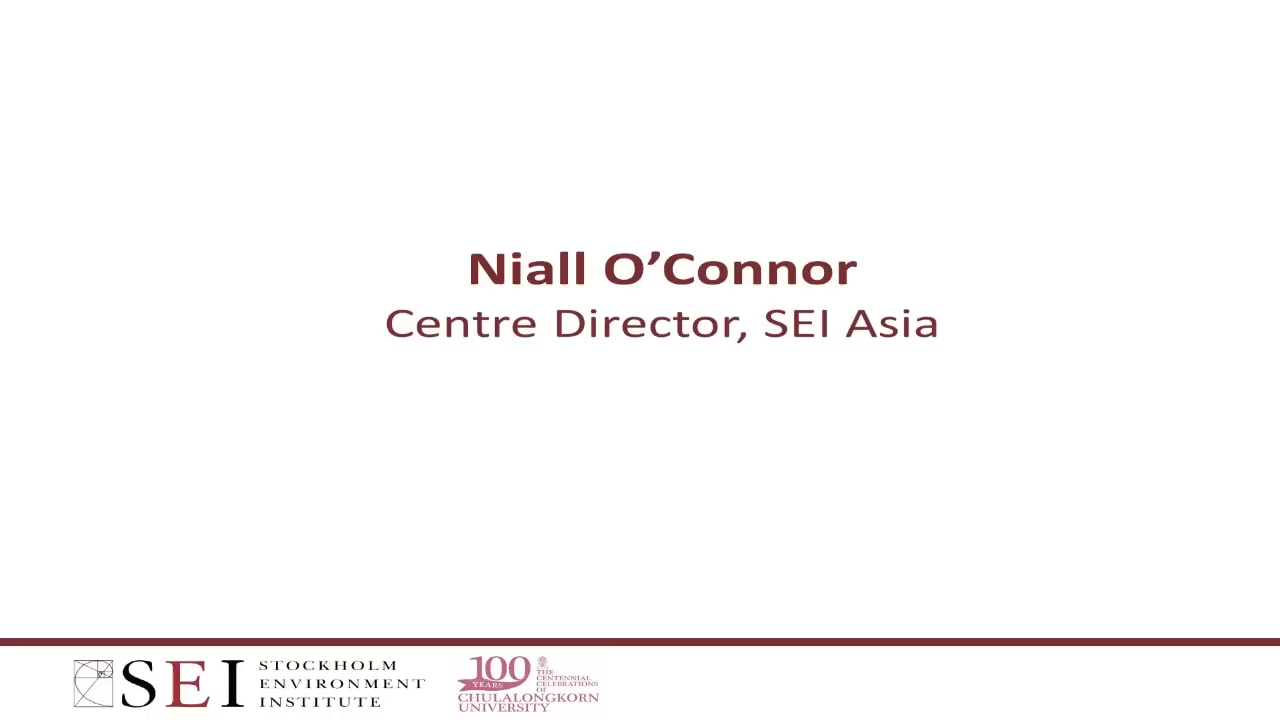 Niall O’Connor
Centre Director, SEI Asia
SEI
STOCKHOLM
ENVIRONMENT
INSTITUTE
100
YEARS
THE
CENTENNIAL
CELEBRATIONS
OF
CHULALONGKORN
UNIVERSITY